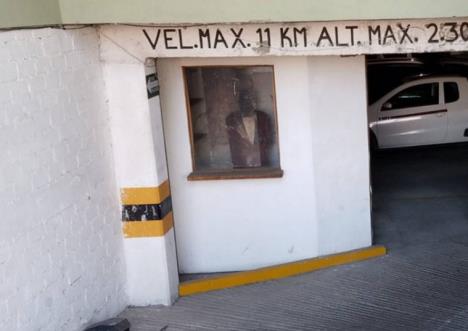 VEL.MAX. 11 KM ALT. MAX. 2.30